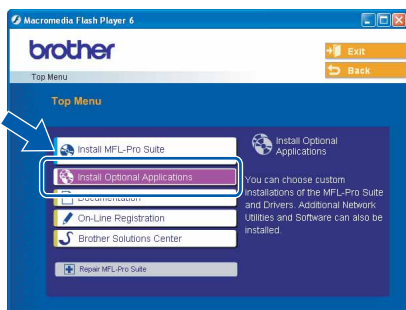 Macromedia Flash Player 6
brother
Exit
Back
Top Menu
Top Menu
Install MFL-Pro Suite
Install Optional Applications
Documentation
On-Line Registration
Brother Solutions Center
Repair MFL-Pro Suite
Install Optional
Applications
You can choose custom
installations of the MFL-Pro Suite
and Drivers. Additional Network
Utilities and Software can also be
installed.